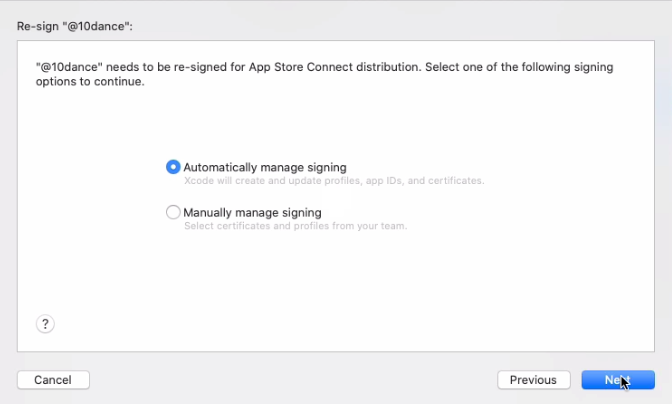 Re-sign "@10dance":
"@10dance" needs to be re-signed for App Store Connect distribution. Select one of the following signing
options to continue.
Automatically manage signing
Xcode will create and update profiles, app IDs, and certificates.
Manually manage signing
Select certificates and profiles from your team.
?
Cancel
Previous
Next